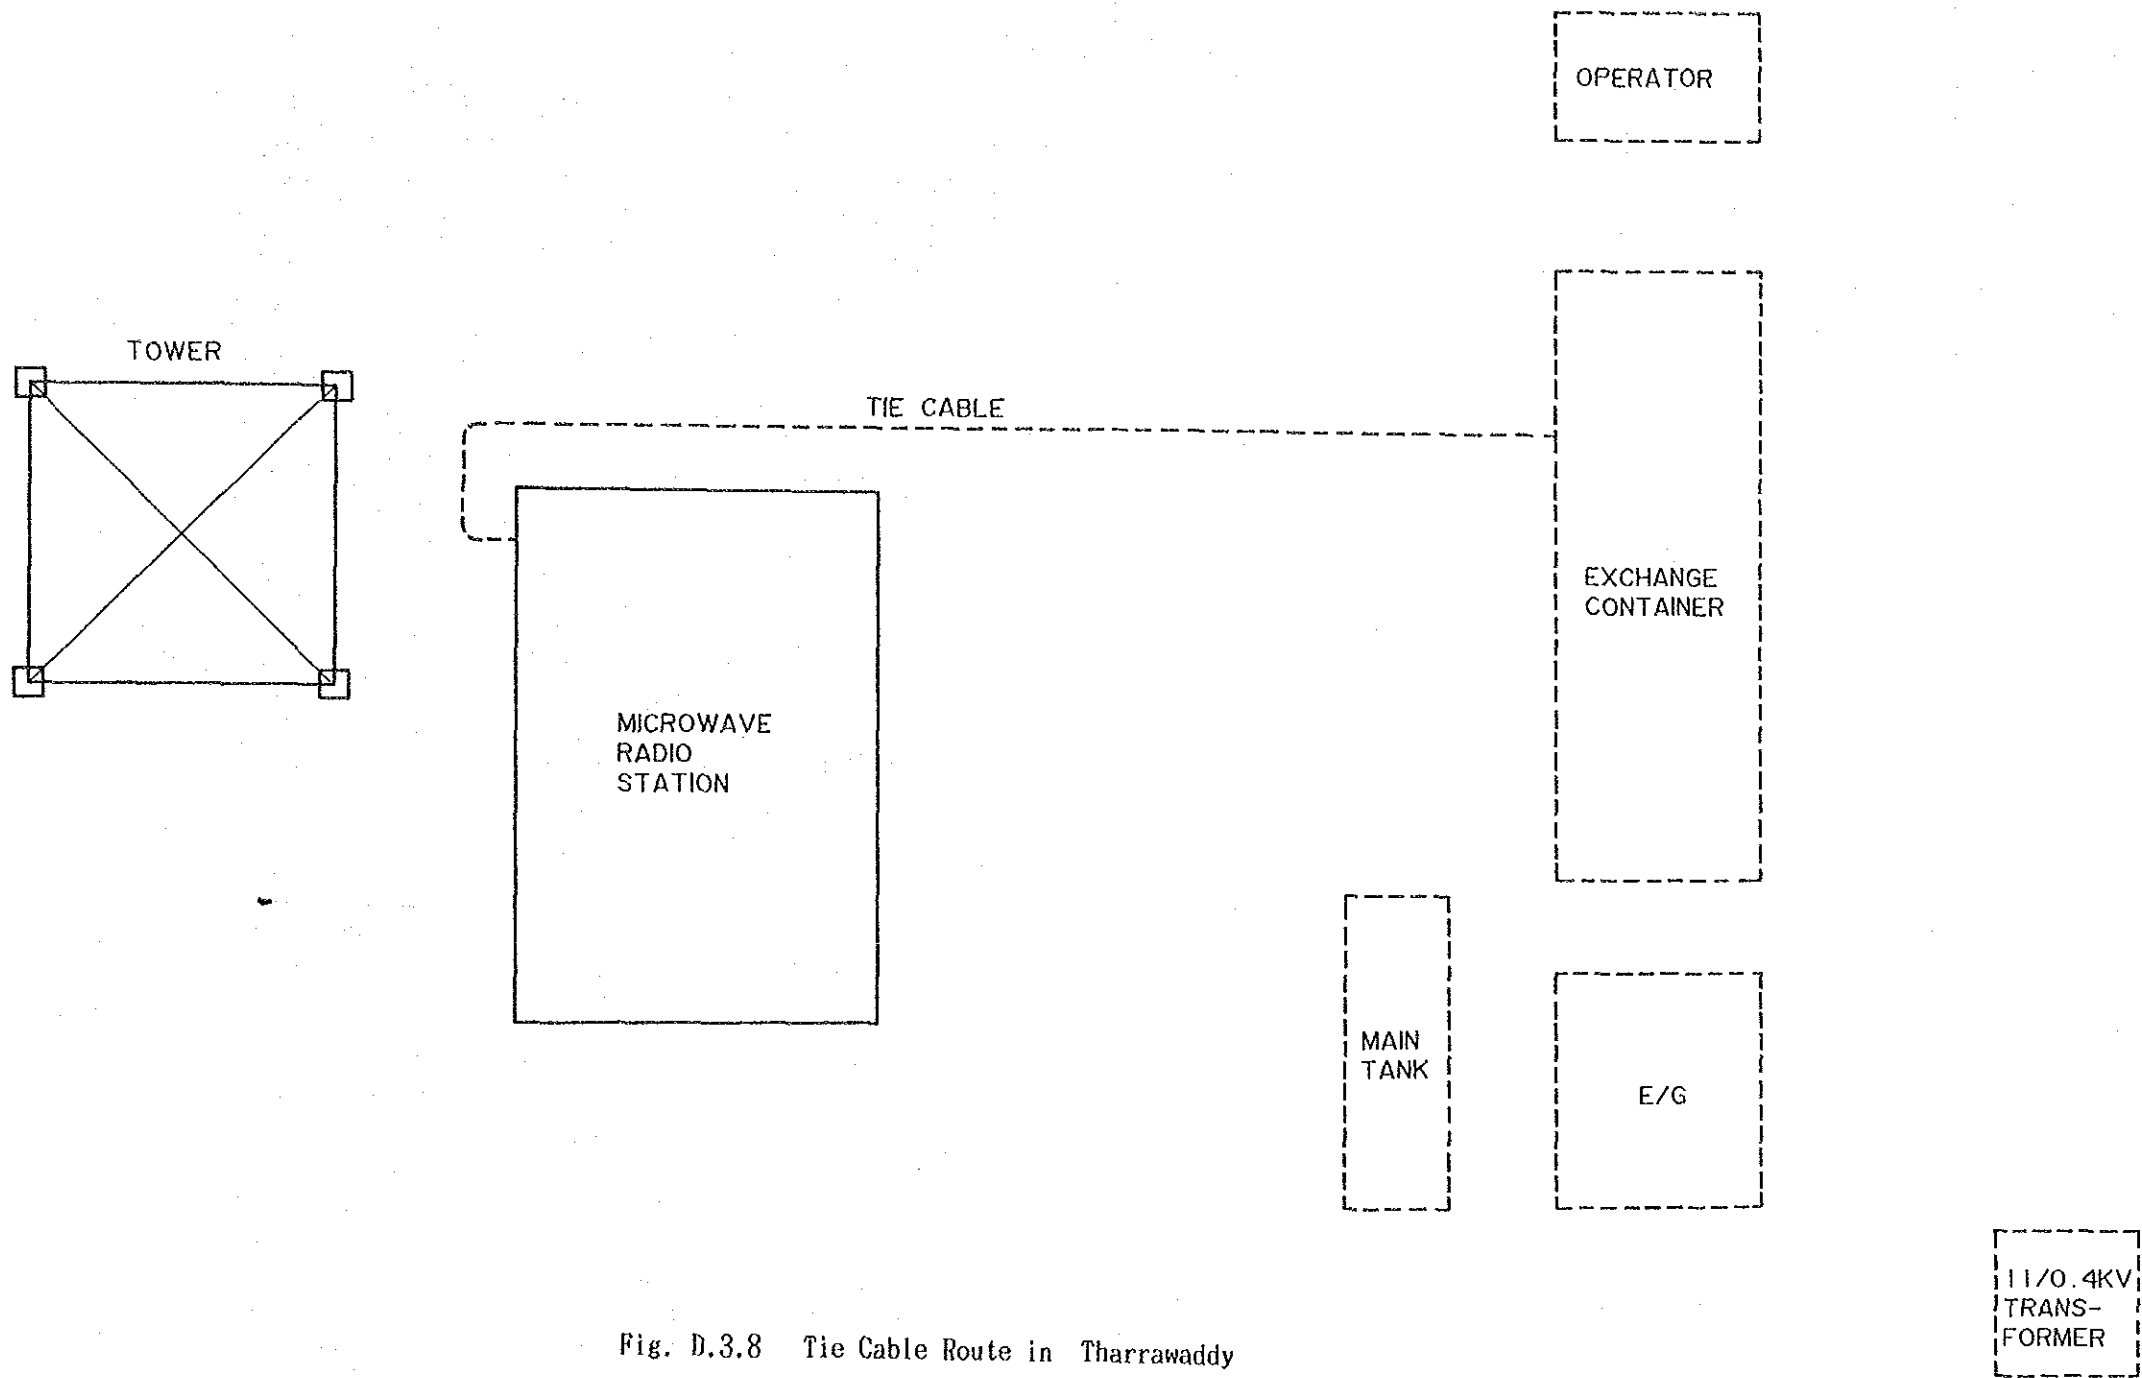 OPERATOR
TOWER
TIE CABLE
EXCHANGE
CONTAINER
MICROWAVE
RADIO
STATION
MAIN
TANK
E/G
11/0.4KV
TRANS-
FORMER
Fig. D.3.8 Tie Cable Route in Tharrawaddy